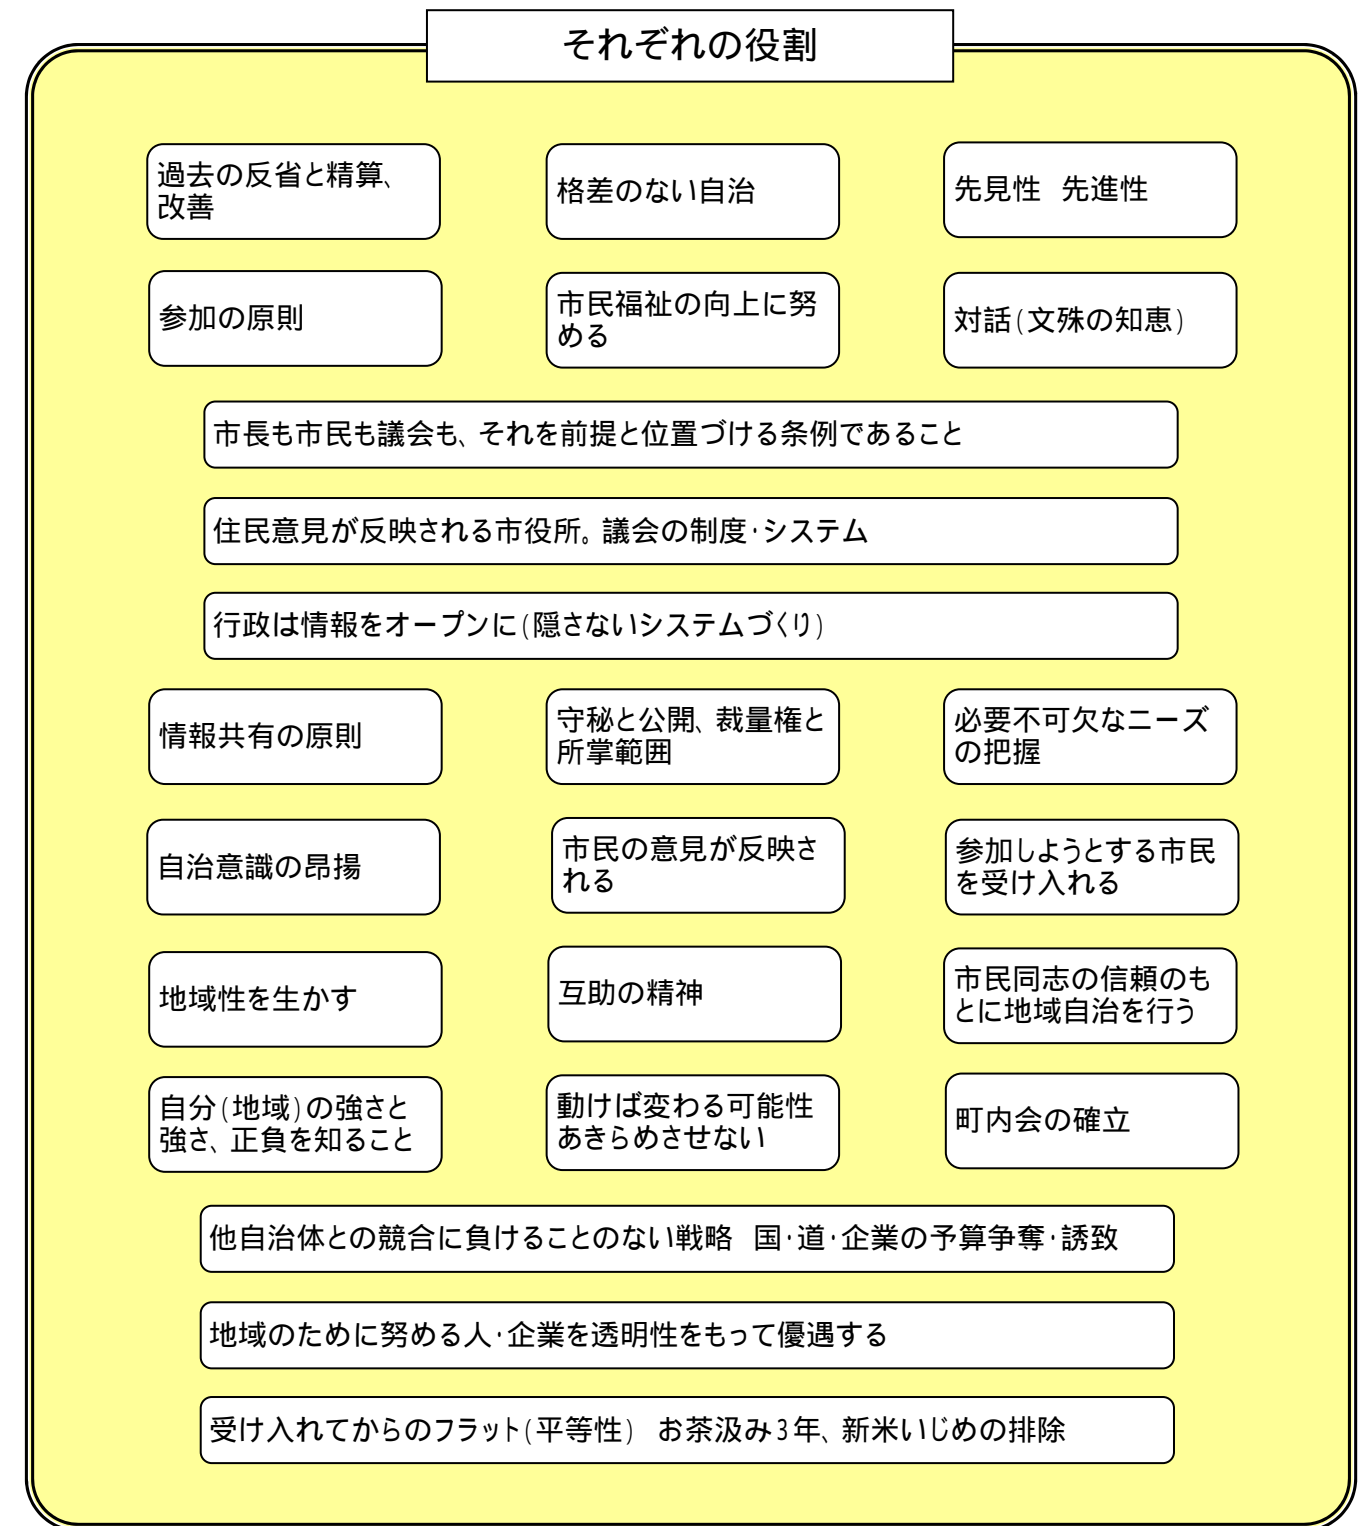 それぞれの役割
過去の反省と精算、
改善
格差のない自治
先見性　先進性
参加の原則
市民福祉の向上に努
める
対話(文殊の知恵)
市長も市民も議会も、それを前提と位置づける条例であること
住民意見が反映される市役所。議会の制度・システム
行政は情報をオープンに(隠さないシステムづくり)
情報共有の原則
守秘と公開、裁量権と
所掌範囲
必要不可欠なニーズ
の把握
自治意識の昂揚
市民の意見が反映さ
れる
参加しようとする市民
を受け入れる
地域性を生かす
互助の精神
市民同志の信頼のも
とに地域自治を行う
自分(地域)の強さと
強さ、正負を知ること
動けば変わる可能性
あきらめさせない
町内会の確立
他自治体との競合に負けることのない戦略　国・道・企業の予算争奪・誘致
地域のために努める人・企業を透明性をもって優遇する
受け入れてからのフラット(平等性)　お茶汲み3年、新米いじめの排除